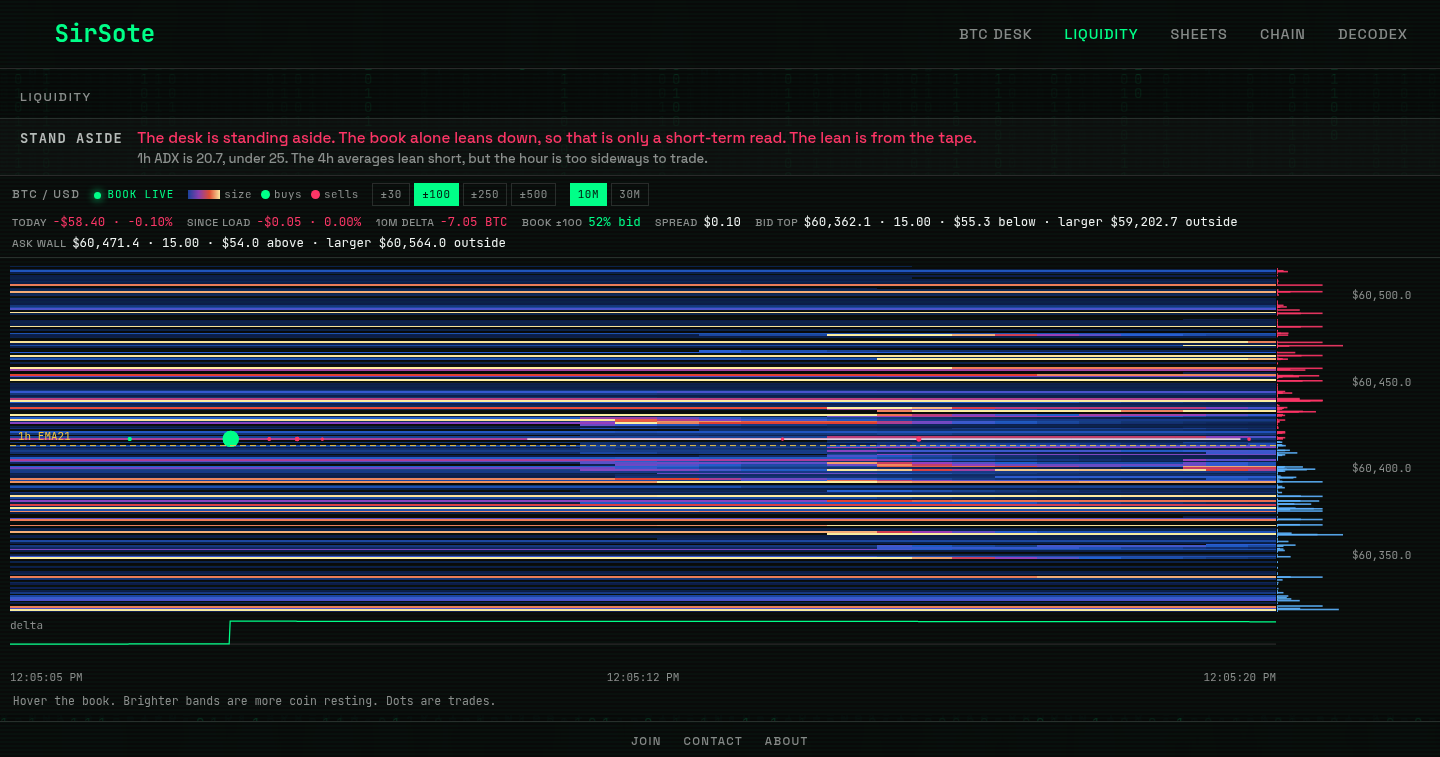 SirSote
BTC DESK LIQUIDITY SHEETS CHAIN DECODEX
LIQUIDITY
STAND ASIDE The desk is standing aside. The book alone leans down, so that is only a short-term read. The lean is from the tape.
1h ADX is 20.7, under 25. The 4h averages lean short, but the hour is too sideways to trade.
BTC / USD BOOK LIVE size buys sells ±30 ±100 ±250 ±500 10M 30M
TODAY -$58.40 · -0.10% SINCE LOAD -$0.05 · 0.00% 10M DELTA -7.05 BTC BOOK ±100 52% bid SPREAD $0.10 BID TOP $60,362.1 · 15.00 · $55.3 below · larger $59,202.7 outside
ASK WALL $60,471.4 · 15.00 · $54.0 above · larger $60,564.0 outside
$60,500.0
$60,450.0
1h EMA21
$60,400.0
$60,350.0
delta
12:05:05 PM 12:05:12 PM 12:05:20 PM
Hover the book. Brighter bands are more coin resting. Dots are trades.
JOIN CONTACT ABOUT